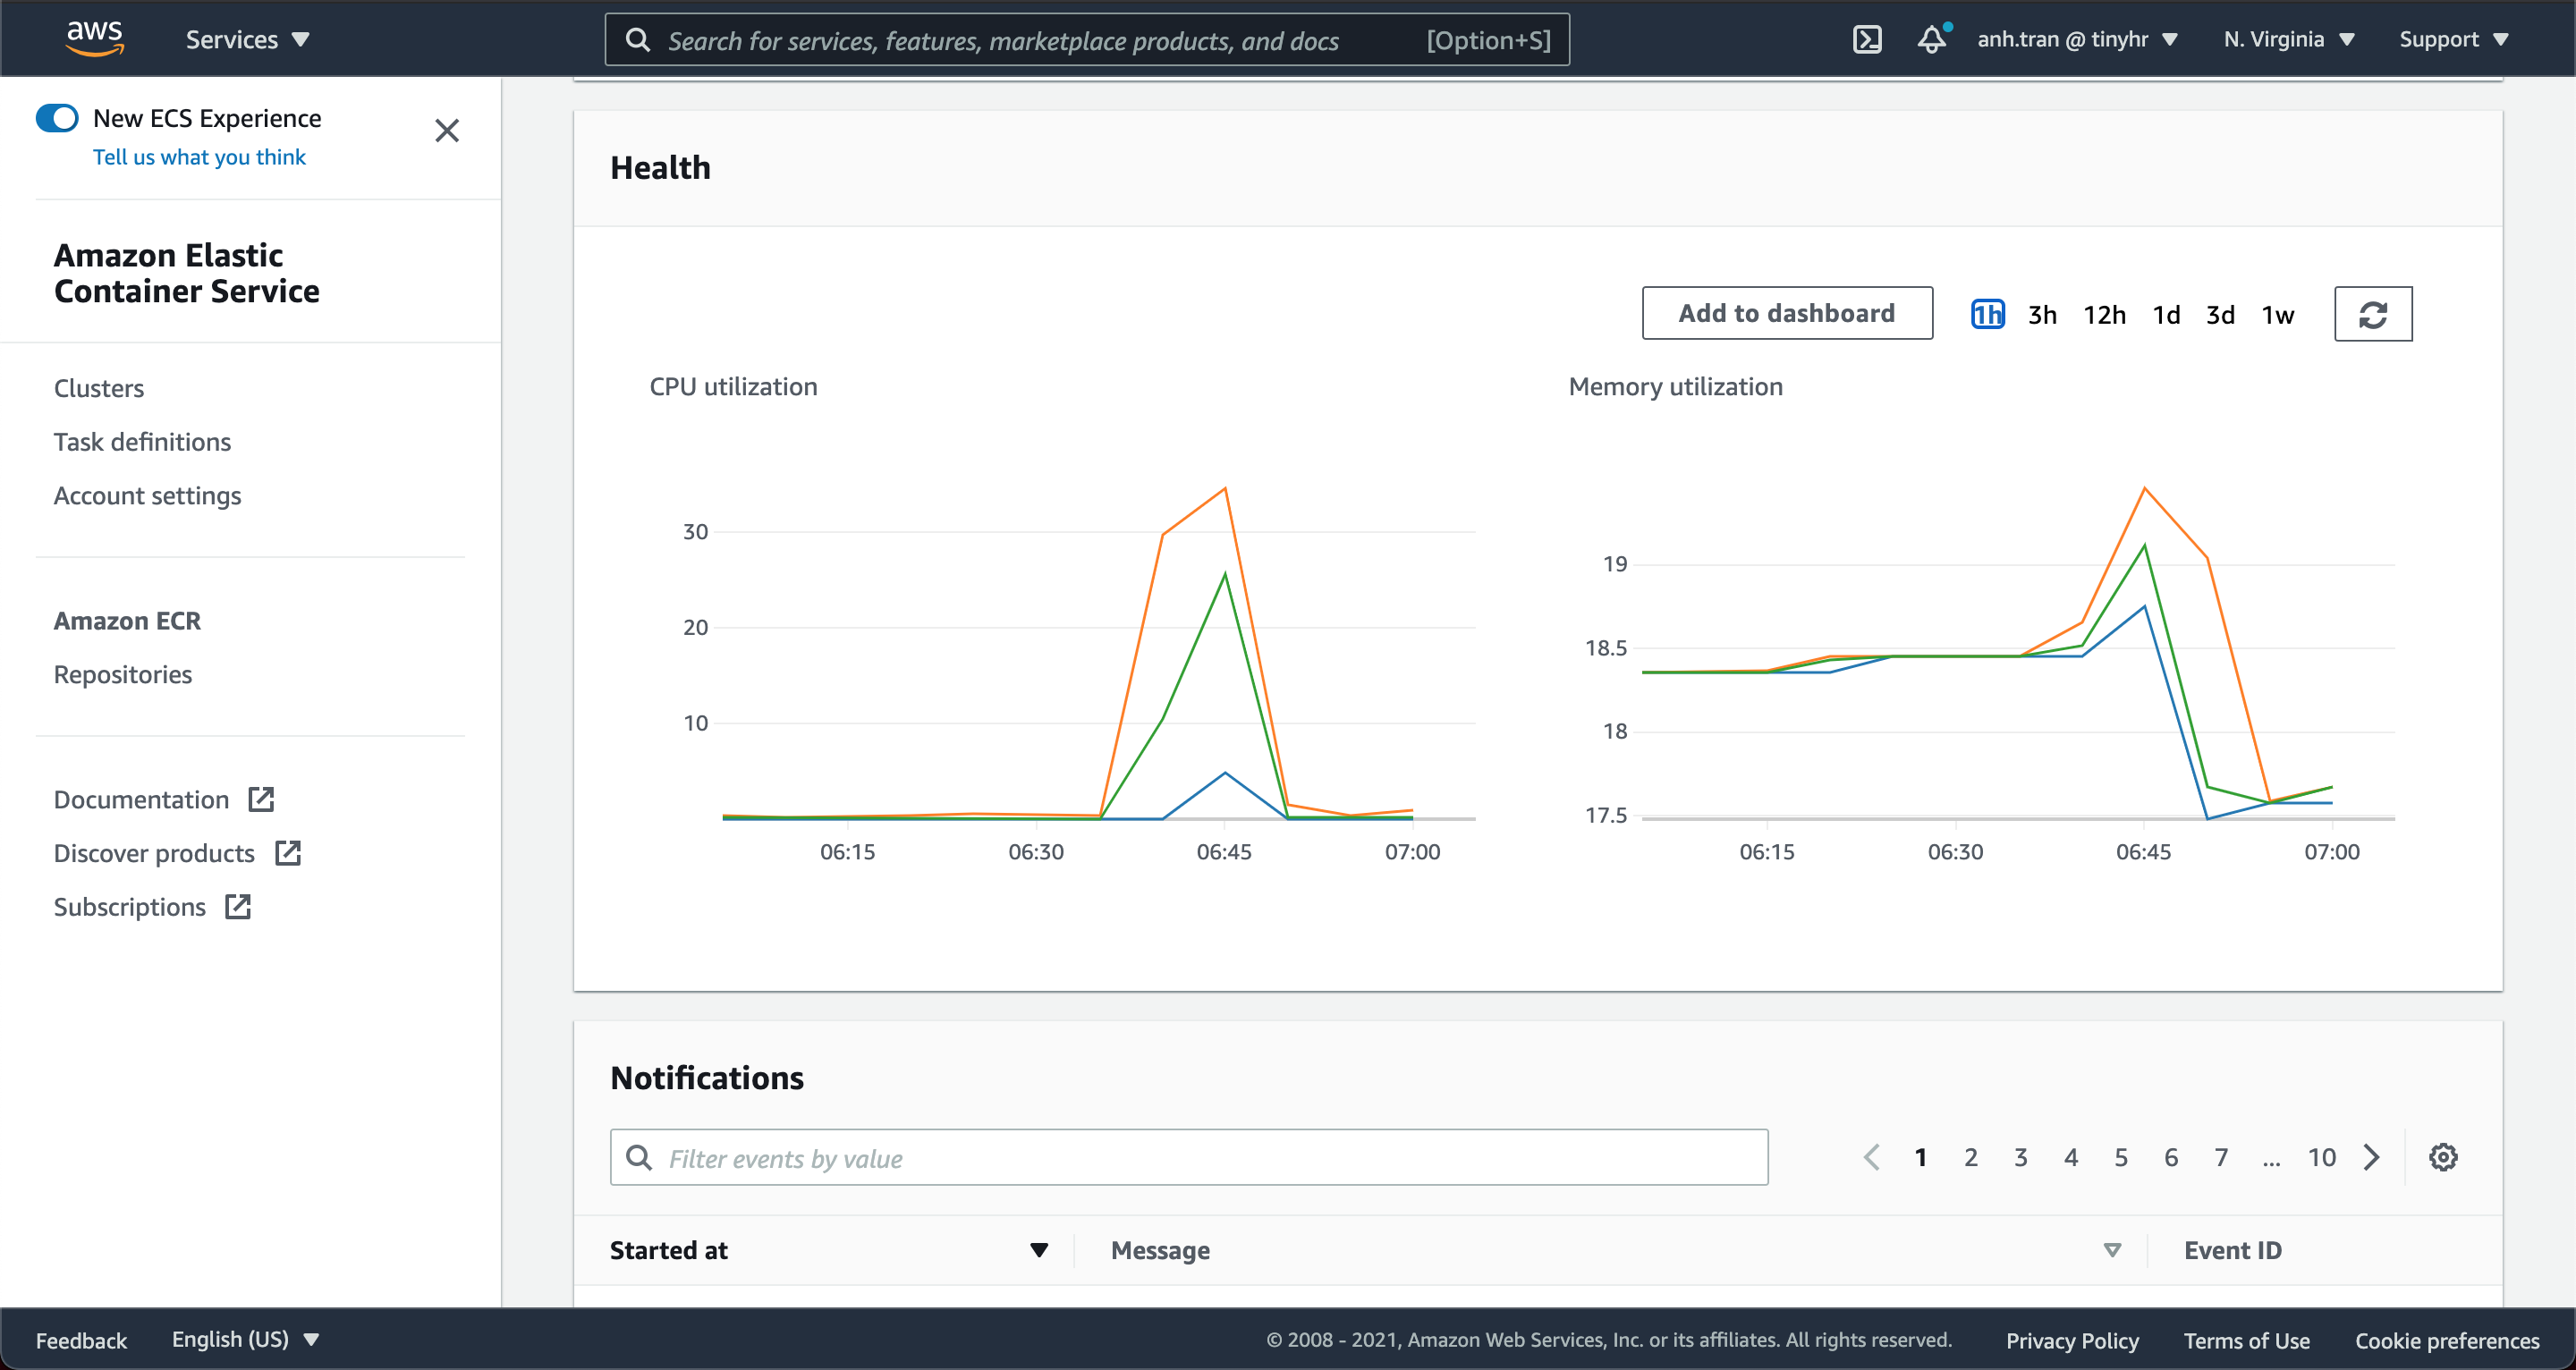 aws
Services
Search for services, features, marketplace products, and docs [Option+S]
anh.tran @ tinyhr
N. Virginia
Support
New ECS Experience
Tell us what you think
Amazon Elastic
Container Service
Clusters
Task definitions
Account settings
Amazon ECR
Repositories
Documentation
Discover products
Subscriptions
Health
Add to dashboard
1h 3h 12h 1d 3d 1w
CPU utilization
30
20
10
06:15 06:30 06:45 07:00
Memory utilization
19
18.5
18
17.5
06:15 06:30 06:45 07:00
Notifications
Filter events by value
1 2 3 4 5 6 7 ... 10
Started at Message Event ID
Feedback English (US)
© 2008 - 2021, Amazon Web Services, Inc. or its affiliates. All rights reserved. Privacy Policy Terms of Use Cookie preferences